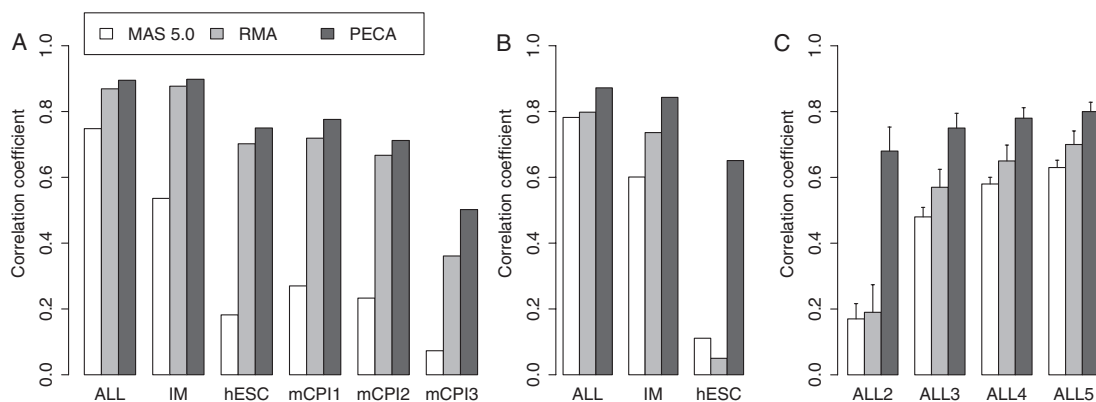 A
MAS 5.0 RMA PECA
Correlation coefficient
0.0 0.2 0.4 0.6 0.8 1.0
ALL IM hESC mCPI1 mCPI2 mCPI3
B
Correlation coefficient
0.0 0.2 0.4 0.6 0.8 1.0
ALL IM hESC
C
Correlation coefficient
0.0 0.2 0.4 0.6 0.8 1.0
ALL2 ALL3 ALL4 ALL5